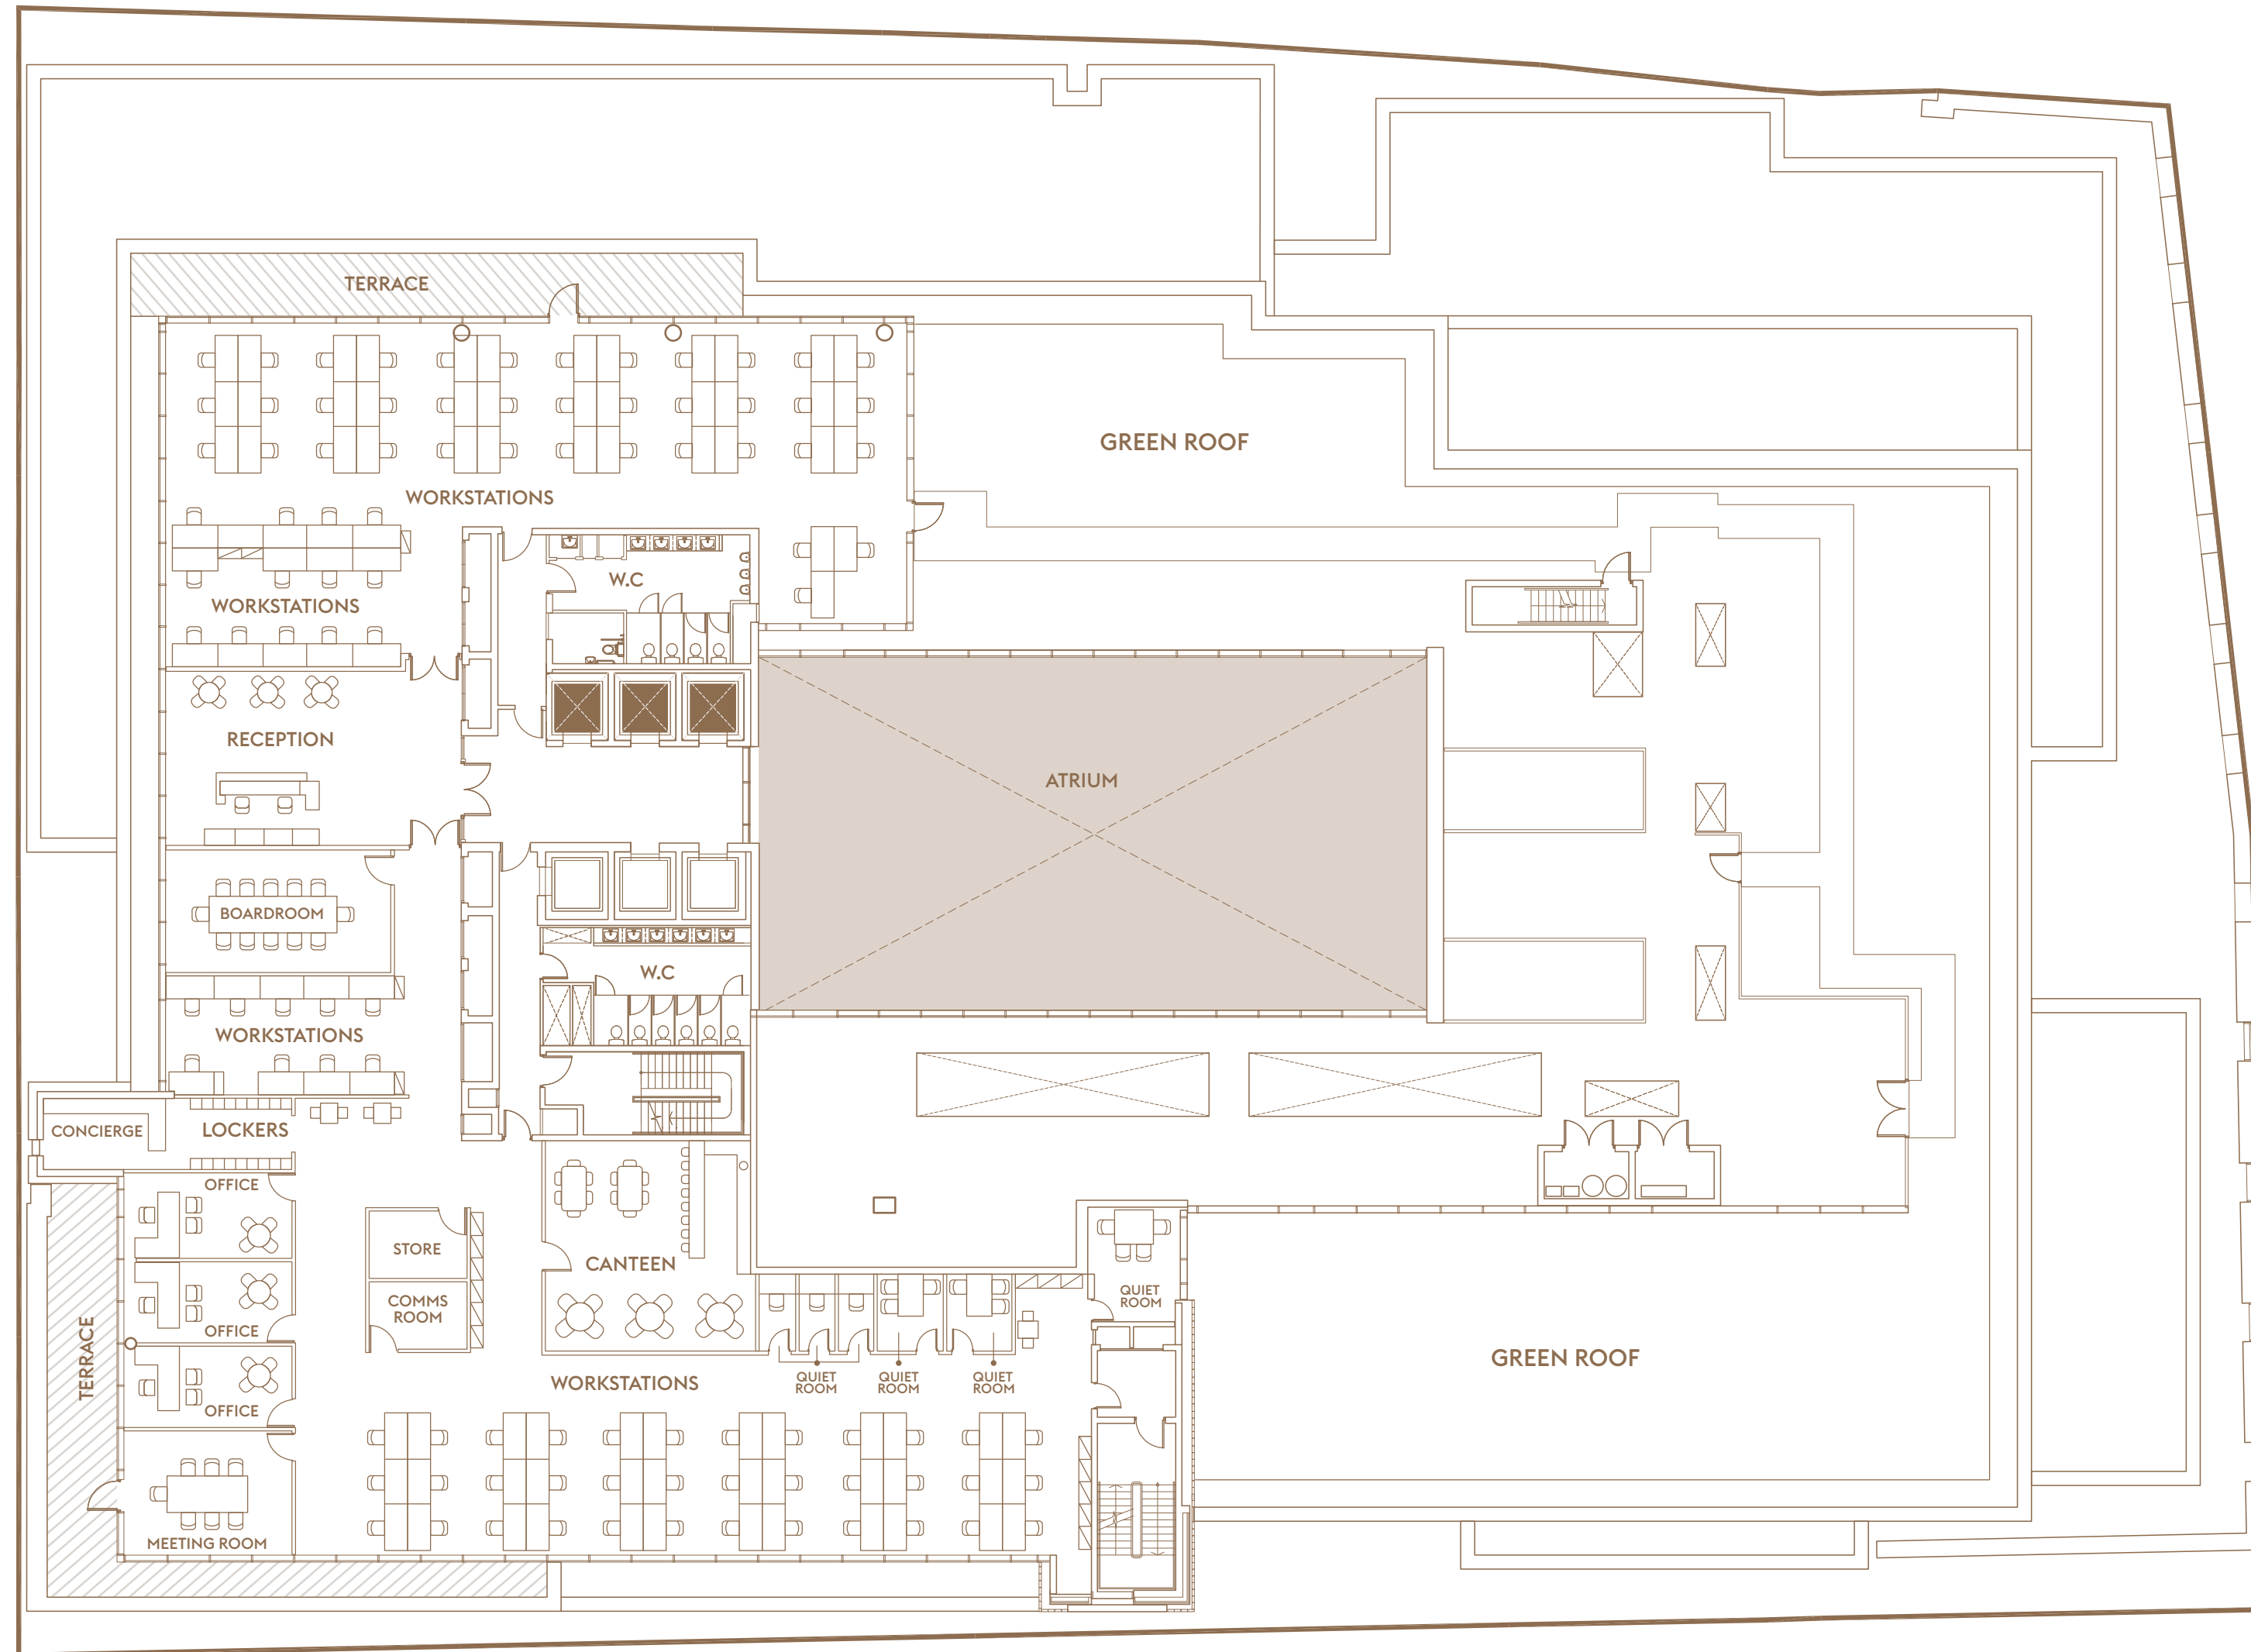 TERRACE
GREEN ROOF
WORKSTATIONS
W.C
WORKSTATIONS
RECEPTION
ATRIUM
BOARDROOM
W.C
WORKSTATIONS
CONCIERGE
LOCKERS
OFFICE
STORE
CANTEEN
COMMS
ROOM
QUIET
ROOM
OFFICE
TERRACE
GREEN ROOF
WORKSTATIONS
QUIET
ROOM
QUIET
ROOM
QUIET
ROOM
OFFICE
MEETING ROOM